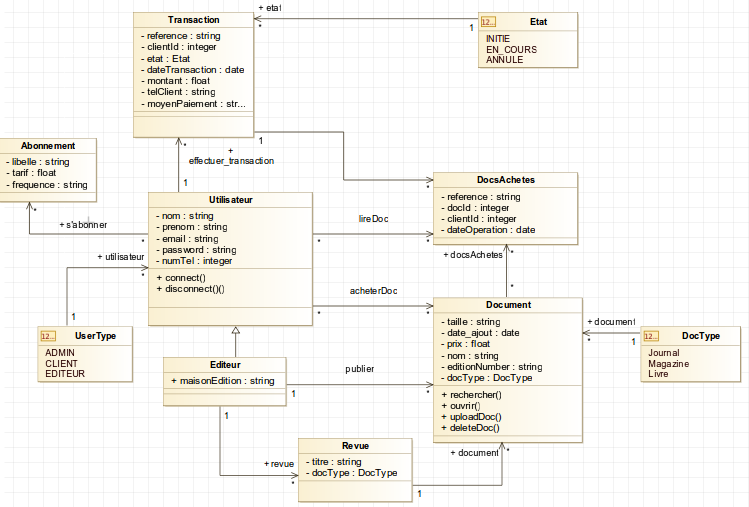 + etat
Transaction
- reference : string
- clientId : integer
- etat : Etat
- dateTransaction : date
- montant : float
- telClient : string
- moyenPaiement : str...
*
1
12...
Etat
INITIE
EN_COURS
ANNULE
Abonnement
- libelle : string
- tarif : float
- frequence : string
*
+
effectuer_transaction
1
1
DocsAchetes
- reference : string
- docId : integer
- clientId : integer
- dateOperation : date
*
Utilisateur
- nom : string
- prenom : string
- email : string
- password : string
- numTel : integer
+ connect()
+ disconnect()()
*
+ s'abonner
*
lireDoc
*
*
+ utilisateur
*
+ docsAchetes
*
*
acheterDoc
*
*
1
12...
UserType
ADMIN
CLIENT
EDITEUR
Document
- taille : string
- date_ajout : date
- prix : float
- nom : string
- editionNumber : string
- docType : DocType
+ rechercher()
+ ouvrir()
+ uploadDoc()
+ deleteDoc()
+ document
*
1
12...
DocType
Journal
Magazine
Livre
Editeur
+ maisonEdition : string
publier
1
*
1
Revue
- titre : string
- docType : DocType
+ revue
*
+ document
*
1